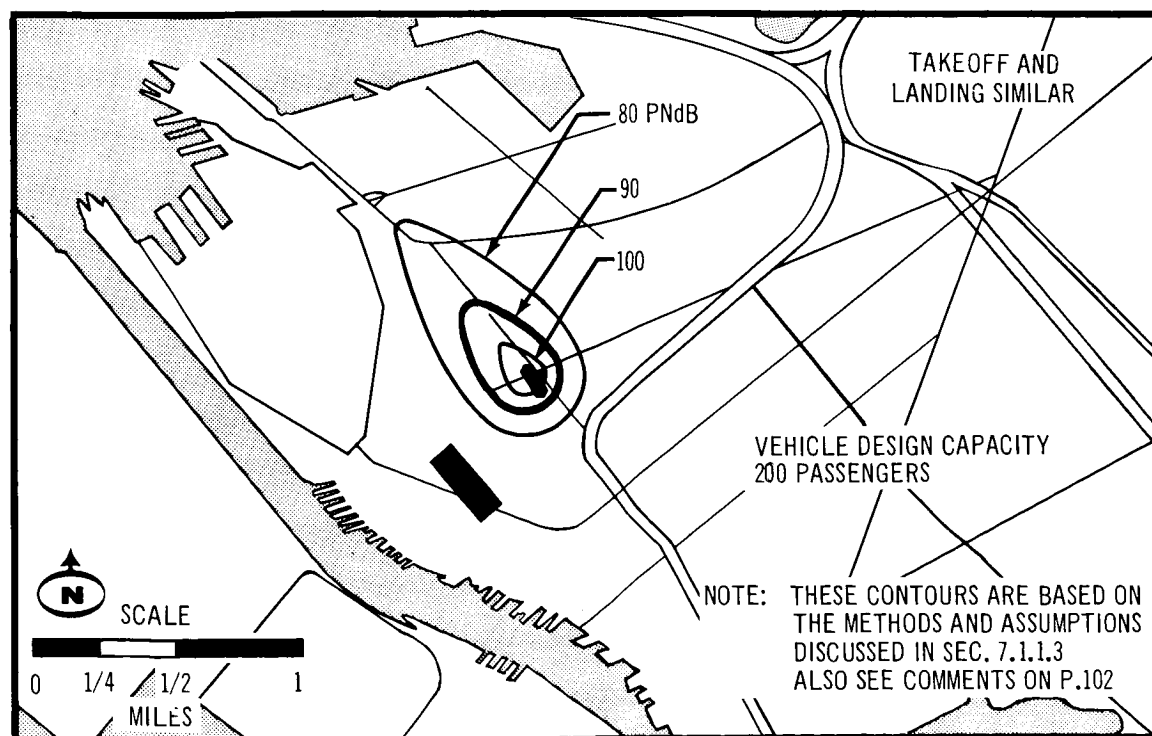 TAKEOFF AND
LANDING SIMILAR
80 PNdB
90
100
VEHICLE DESIGN CAPACITY
200 PASSENGERS
N
SCALE
0 1/4 1/2 1
MILES
NOTE: THESE CONTOURS ARE BASED ON
THE METHODS AND ASSUMPTIONS
DISCUSSED IN SEC. 7.1.1.3
ALSO SEE COMMENTS ON P.102